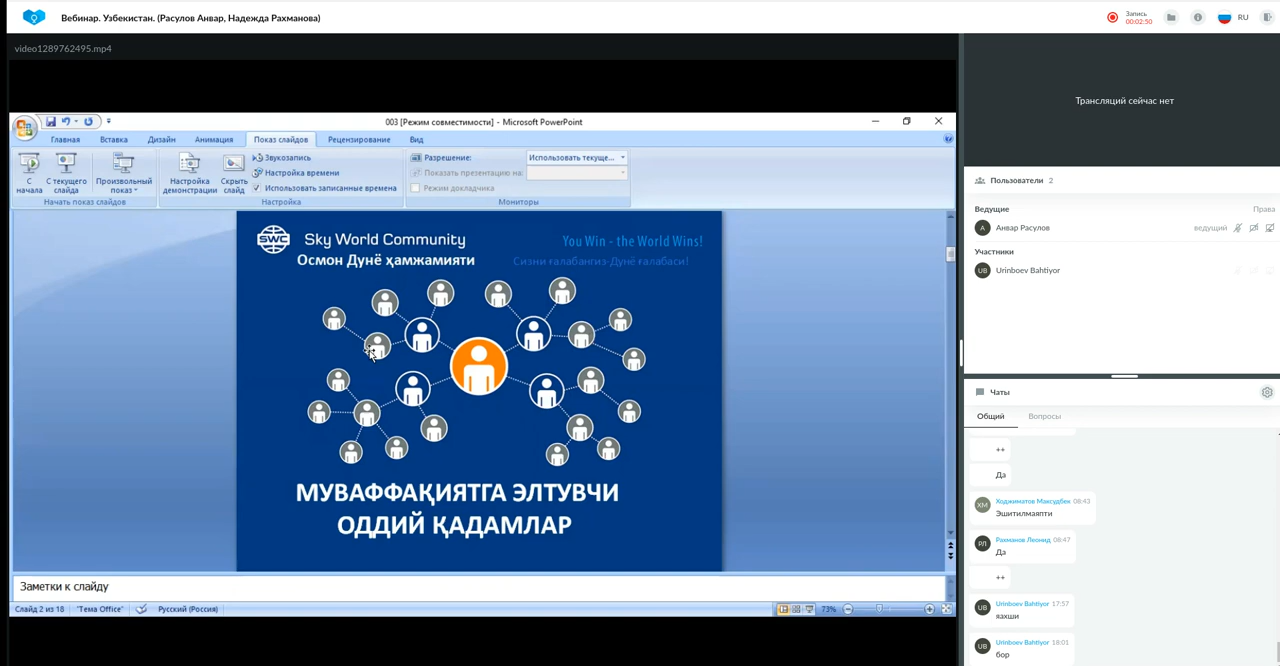 Вебинар. Узбекистан. (Расулов Анвар, Надежда Рахманова)
Запись
00:02:50
RU
video1289762495.mp4
Трансляций сейчас нет
003 [Режим совместимости] - Microsoft PowerPoint
Главная Вставка Дизайн Анимация Показ слайдов Рецензирование Вид
С начала
С текущего слайда
Произвольный показ
Начать показ слайдов
Настройка демонстрации
Скрыть слайд
Звукозапись
Настройка времени
Использовать записанные времена
Настройка
Разрешение: Использовать текуще...
Показать презентацию на:
Режим докладчика
Мониторы
SWC
Sky World Community
Осмон Дунё ҳамжамияти
You Win - the World Wins!
Сизни ғалабангиз-Дунё ғалабаси!
МУВАФФАҚИЯТГА ЭЛТУВЧИ
ОДДИЙ ҚАДАМЛАР
Заметки к слайду
Слайд 2 из 18 "Тема Office" Русский (Россия) 73%
Пользователи 2
Ведущие Права
А Анвар Расулов ведущий
Участники
UB Urinboev Bahtiyor
Чаты
Общий Вопросы
++
Да
ХМ Ходжиматов Максудбек 08:43
Эшитилмаяпти
РЛ Рахманов Леонид 08:47
Да
++
UB Urinboev Bahtiyor 17:57
яахши
UB Urinboev Bahtiyor 18:01
бор